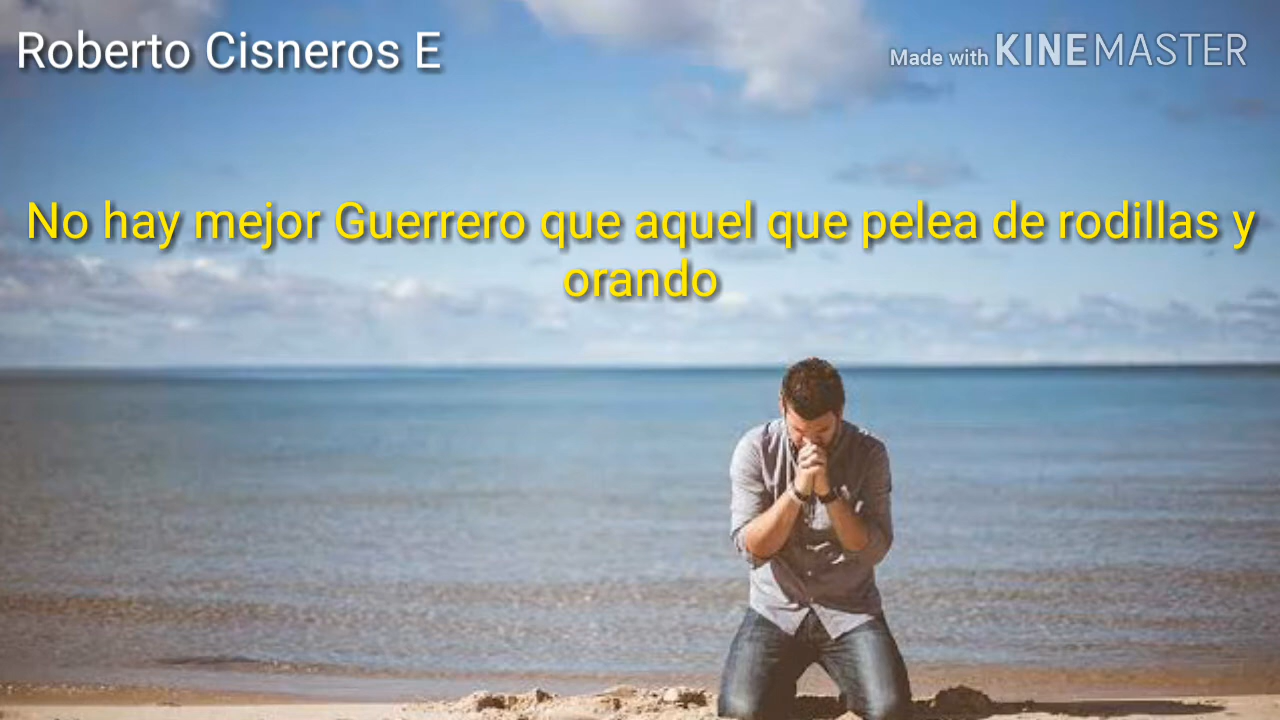 Roberto Cisneros E
Made with KINEMASTER
No hay mejor Guerrero que aquel que pelea de rodillas y
orando